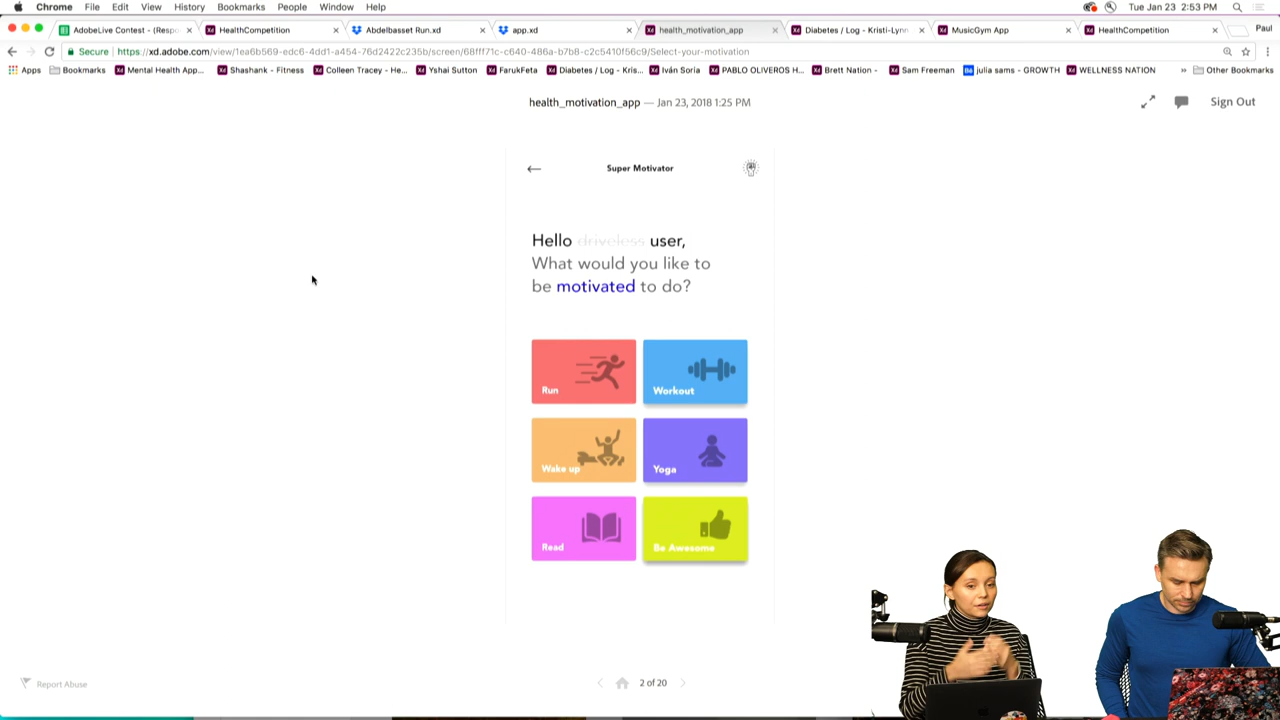 Chrome File Edit View History Bookmarks People Window Help Tue Jan 23 2:53 PM
AdobeLive Contest - (Respo HealthCompetition Abdelbasset Run.xd app.xd health_motivation_app Diabetes / Log - Kristi-Lynn MusicGym App HealthCompetition Paul
Secure https://xd.adobe.com/view/1ea6b569-edc6-4dd1-a454-76d2422c235b/screen/68fff71c-c640-486a-b7b8-c2c5410f56c9/Select-your-motivation
Apps Bookmarks Mental Health App... Shashank - Fitness Colleen Tracey - He... Yshai Sutton FarukFeta Diabetes / Log - Kris... Iván Soria PABLO OLIVEROS H... Brett Nation - Sam Freeman julia sams - GROWTH WELLNESS NATION Other Bookmarks
health_motivation_app — Jan 23, 2018 1:25 PM
Sign Out
Super Motivator
Hello driveless user,
What would you like to
be motivated to do?
Run
Workout
Wake up
Yoga
Read
Be Awesome
Report Abuse
2 of 20